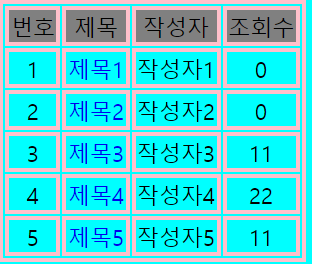 번호 제목 작성자 조회수
1 제목1 작성자1 0
2 제목2 작성자2 0
3 제목3 작성자3 11
4 제목4 작성자4 22
5 제목5 작성자5 11